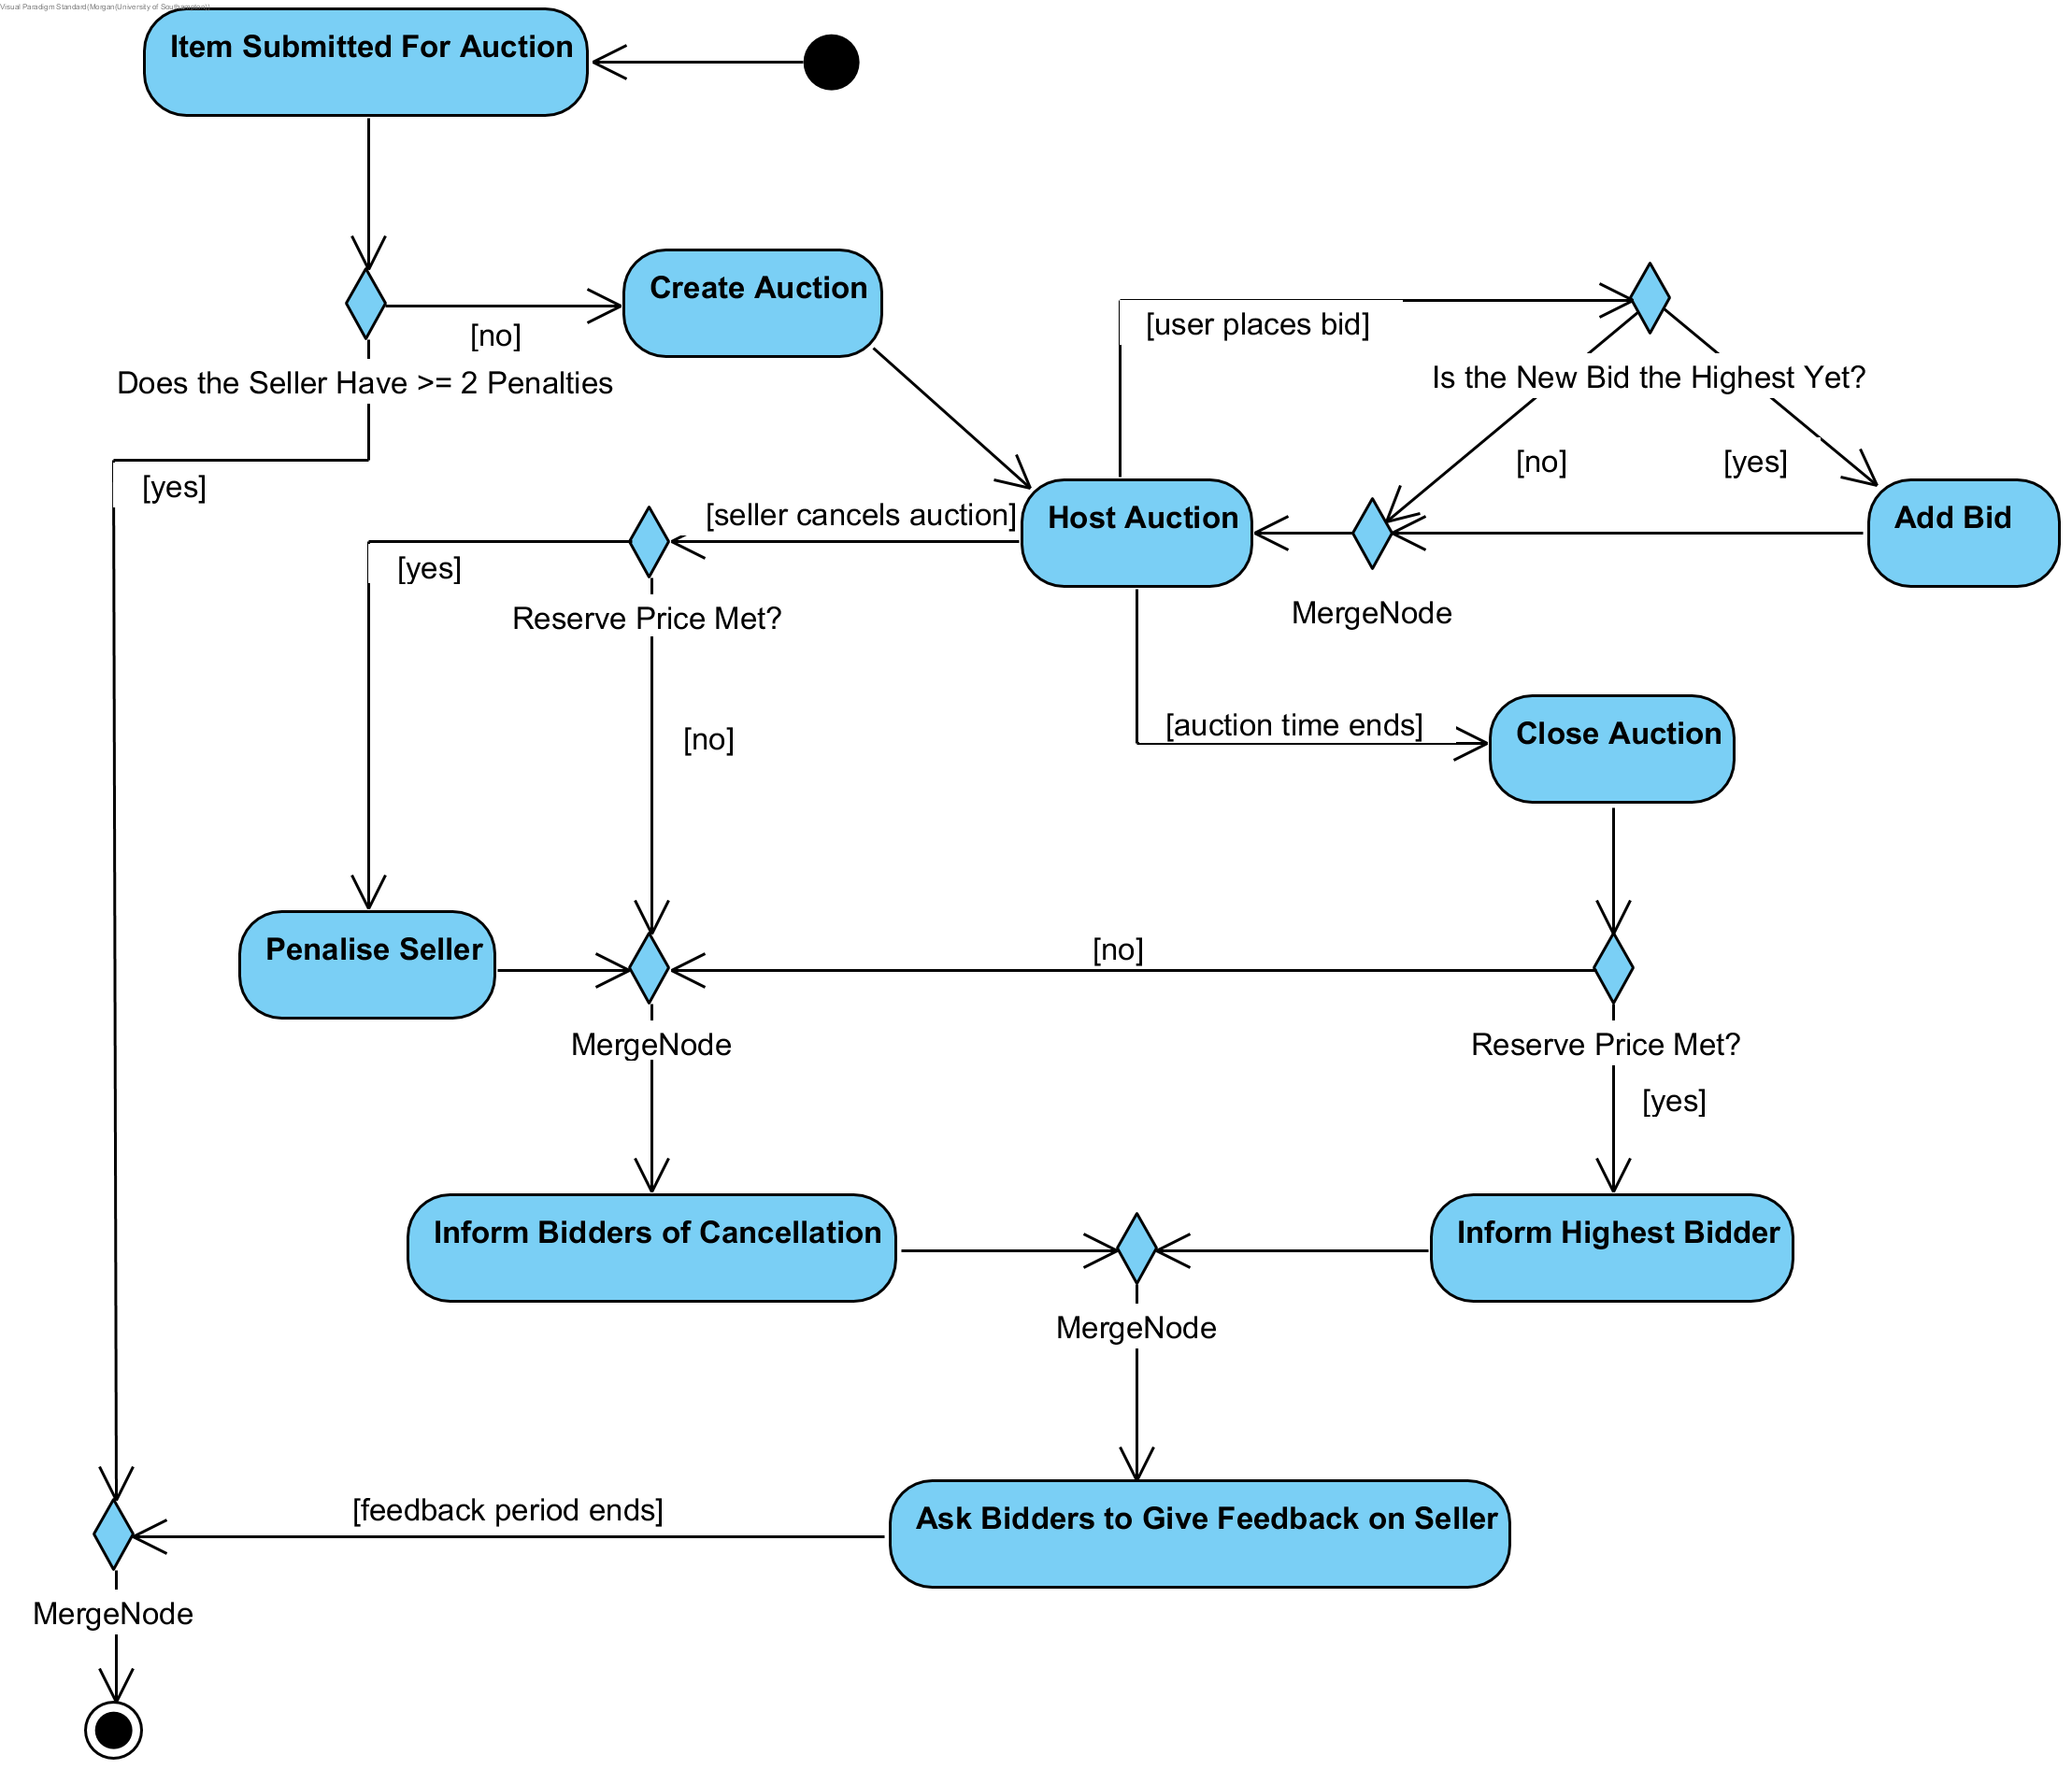 Visual Paradigm Standard(Morgan(University of Southampton))
Item Submitted For Auction
Create Auction
[no]
[user places bid]
Does the Seller Have >= 2 Penalties
Is the New Bid the Highest Yet?
[yes]
[no]
[yes]
[seller cancels auction]
Host Auction
Add Bid
[yes]
Reserve Price Met?
MergeNode
[no]
[auction time ends]
Close Auction
Penalise Seller
[no]
MergeNode
Reserve Price Met?
[yes]
Inform Bidders of Cancellation
Inform Highest Bidder
MergeNode
[feedback period ends]
Ask Bidders to Give Feedback on Seller
MergeNode